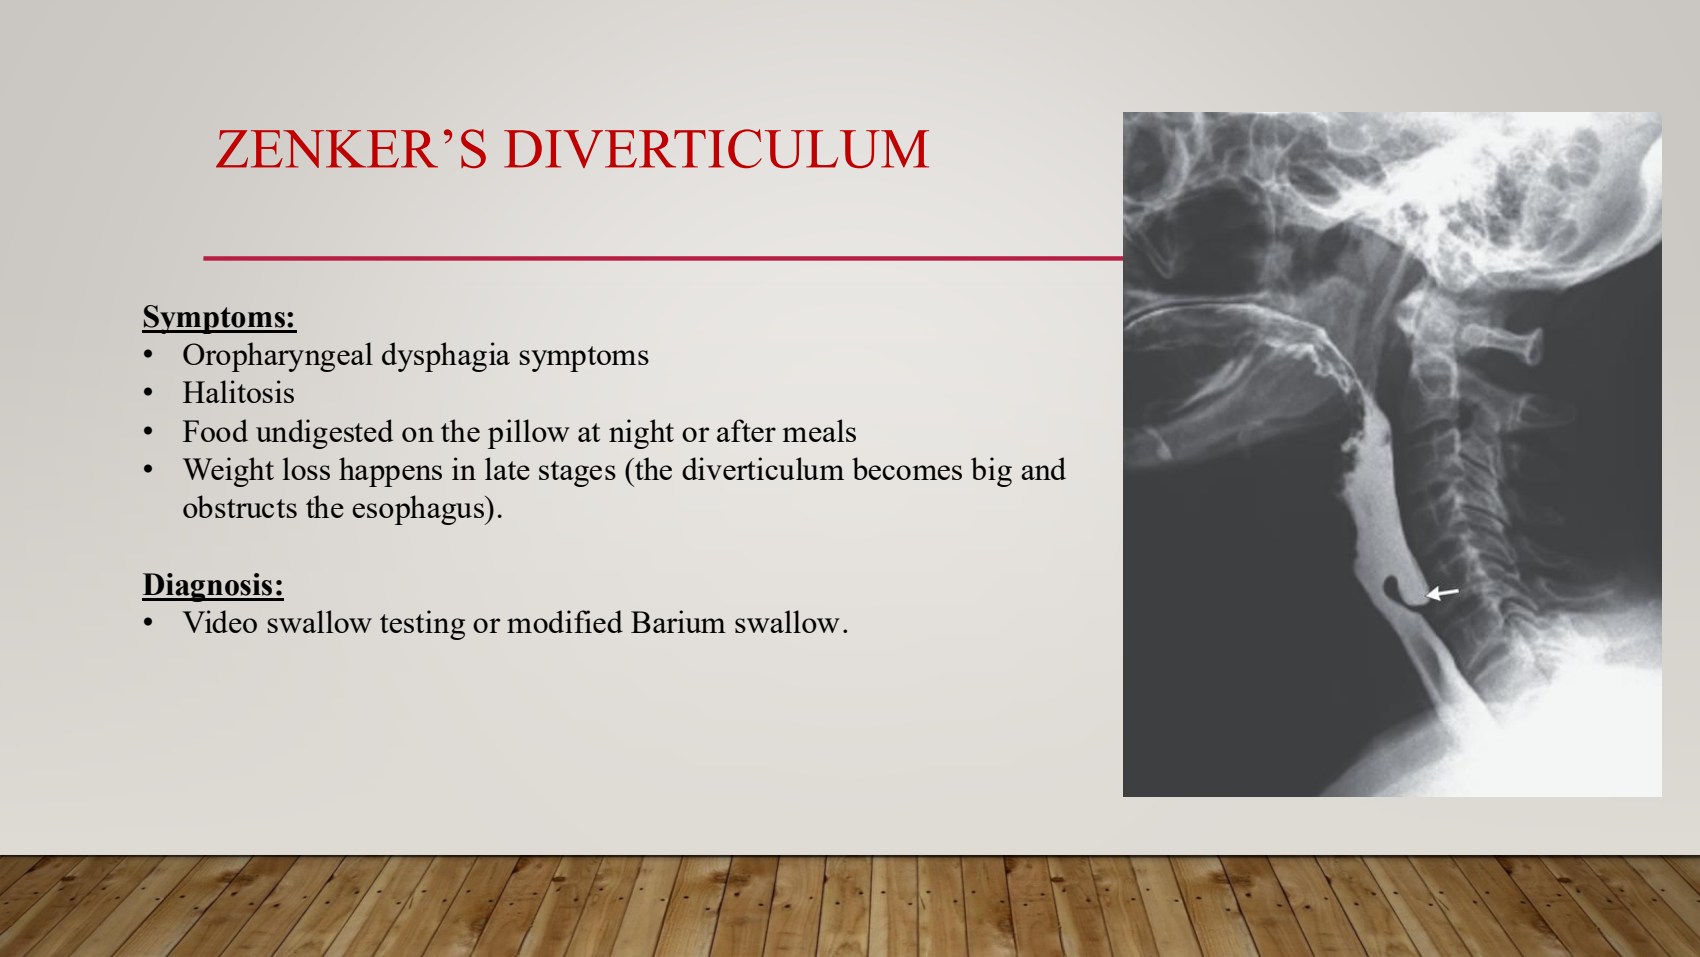 ZENKER’S DIVERTICULUM
Symptoms:
• Oropharyngeal dysphagia symptoms
• Halitosis
• Food undigested on the pillow at night or after meals
• Weight loss happens in late stages (the diverticulum becomes big and
obstructs the esophagus).
Diagnosis:
• Video swallow testing or modified Barium swallow.